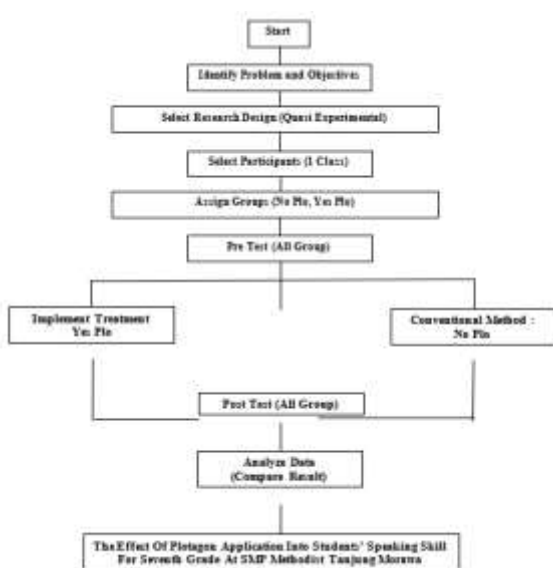 Start
Identify Problem and Objectives
Select Research Design (Quasi Experimental)
Select Participants (1 Class)
Assign Groups (No Plo, Yes Plo)
Pre Test (All Group)
Implement Treatment
Yes Plo
Conventional Method :
No Plo
Post Test (All Group)
Analyze Data
(Compare Result)
The Effect Of Plotagon Application Into Students' Speaking Skill
For Seventh Grade At SMP Methodist Tanjung Morawa